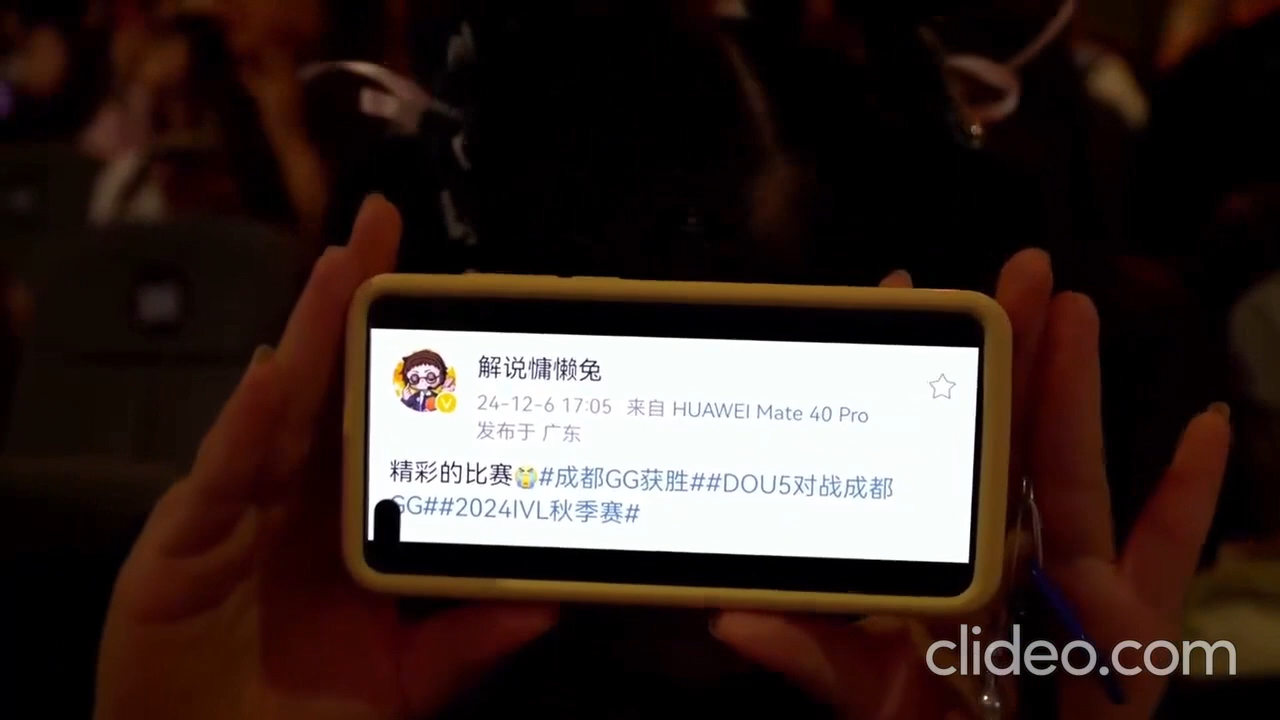 解说慵懒兔
24-12-6 17:05 来自 HUAWEI Mate 40 Pro
发布于 广东
精彩的比赛😭#成都GG获胜##DOU5对战成都
GG##2024IVL秋季赛#
clideo.com